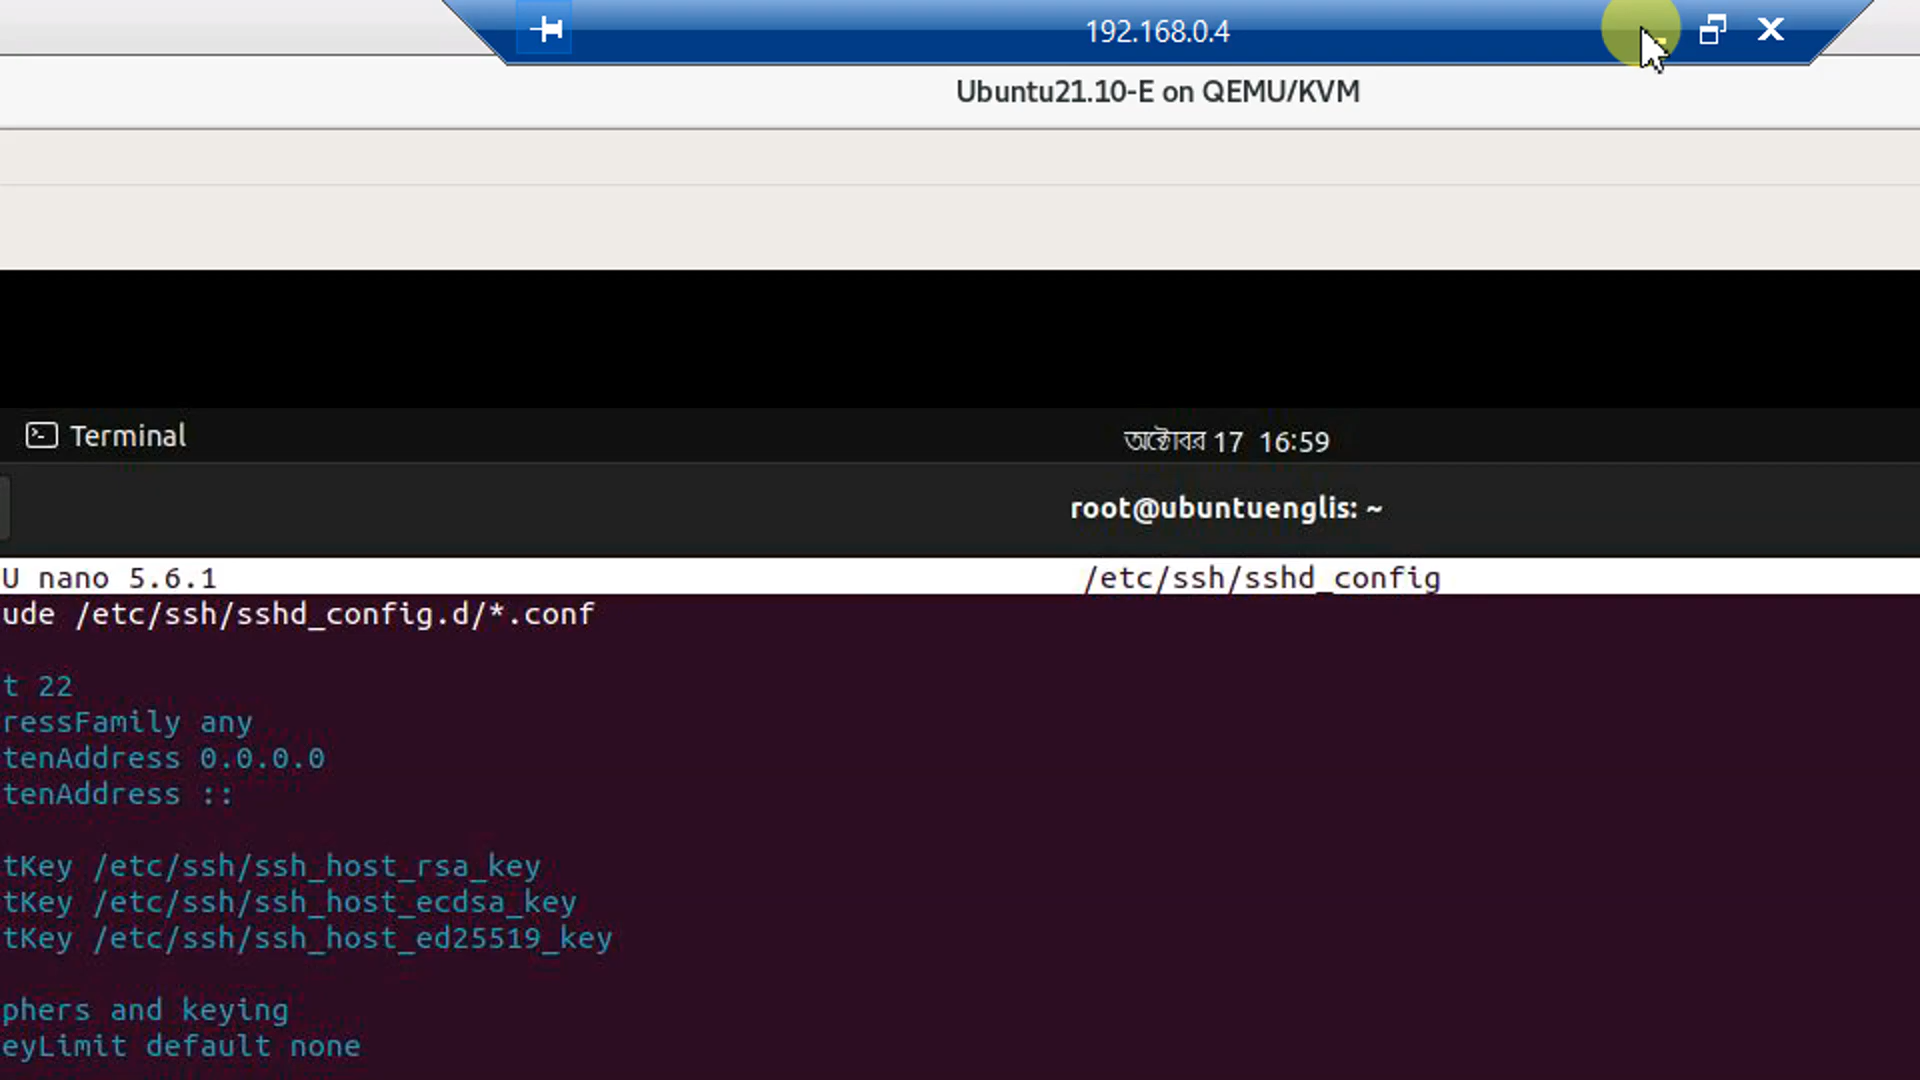 192.168.0.4
Ubuntu21.10-E on QEMU/KVM
Terminal
অক্টোবর 17 16:59
root@ubuntuenglis: ~
U nano 5.6.1
/etc/ssh/sshd_config
ude /etc/ssh/sshd_config.d/*.conf
t 22
ressFamily any
tenAddress 0.0.0.0
tenAddress ::
tKey /etc/ssh/ssh_host_rsa_key
tKey /etc/ssh/ssh_host_ecdsa_key
tKey /etc/ssh/ssh_host_ed25519_key
phers and keying
eyLimit default none